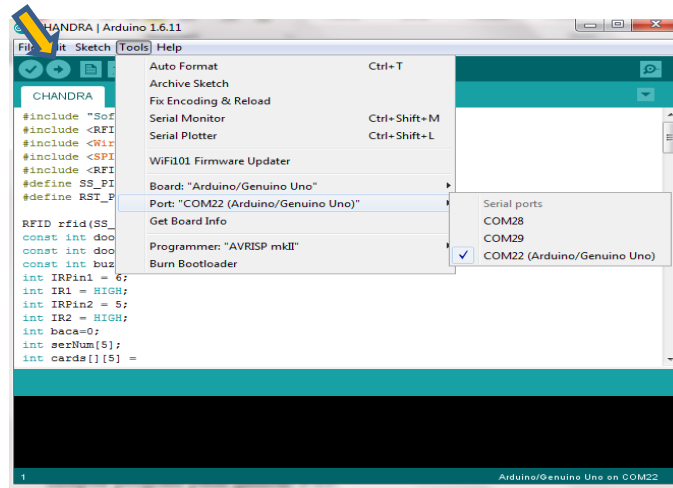 HANDRA | Arduino 1.6.11
File Edit Sketch Tools Help
Auto Format Ctrl+T
Archive Sketch
Fix Encoding & Reload
Serial Monitor Ctrl+Shift+M
Serial Plotter Ctrl+Shift+L
WiFi101 Firmware Updater
Board: "Arduino/Genuino Uno"
Port: "COM22 (Arduino/Genuino Uno)"
Get Board Info
Programmer: "AVRISP mkII"
Burn Bootloader
Serial ports
COM28
COM29
COM22 (Arduino/Genuino Uno)
CHANDRA
#include "Sof
#include <RFI
#include <Wir
#include <SPI
#include <RFI
#define SS_PI
#define RST_P
RFID rfid(SS_
const int doo
const int doo
const int buz
int IRPin1 = 6;
int IR1 = HIGH;
int IRPin2 = 5;
int IR2 = HIGH;
int baca=0;
int serNum[5];
int cards[][5] =
1 Arduino/Genuino Uno on COM22